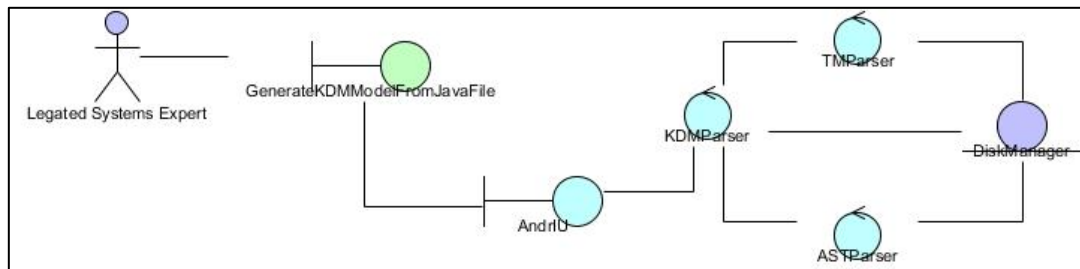 TMParser
GenerateKDMModelFromJavaFile
Legated Systems Expert
KDMParser
DiskManager
AndrIU
ASTParser